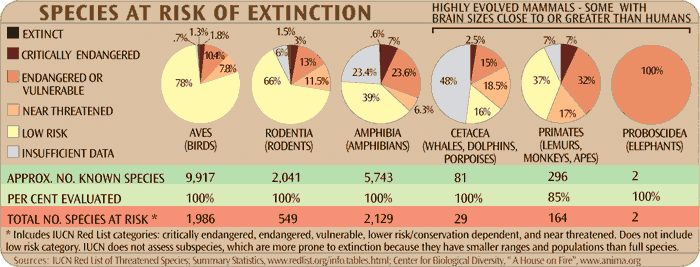 SPECIES AT RISK OF EXTINCTION
HIGHLY EVOLVED MAMMALS - SOME WITH
BRAIN SIZES CLOSE TO OR GREATER THAN HUMANS
EXTINCT
CRITICALLY ENDANGERED
ENDANGERED OR
VULNERABLE
NEAR THREATENED
LOW RISK
INSUFFICIENT DATA
.7% 1.3% 1.8%
10.4%
7.8%
78%
AVES
(BIRDS)
1.5% 3%
6%
13%
11.5%
66%
RODENTIA
(RODENTS)
.6% 7%
23.4%
23.6%
6.3%
39%
AMPHIBIA
(AMPHIBIANS)
2.5%
15%
18.5%
16%
48%
CETACEA
(WHALES, DOLPHINS,
PORPOISES)
7% 7%
32%
17%
37%
PRIMATES
(LEMURS,
MONKEYS, APES)
100%
PROBOSCIDEA
(ELEPHANTS)
APPROX. NO. KNOWN SPECIES 9,917 2,041 5,743 81 296 2
PER CENT EVALUATED 100% 100% 100% 100% 85% 100%
TOTAL NO. SPECIES AT RISK * 1,986 549 2,129 29 164 2
* Inlcudes IUCN Red List categories: critically endangered, endangered, vulnerable, lower risk/conservation dependent, and near threatened. Does not include
low risk category. IUCN does not assess subspecies, which are more prone to extinction because they have smaller ranges and populations than full species.
Sources: IUCN Red List of Threatened Species; Summary Statistics, www.redlist.org/info.tables.html; Center for Biological Diversity, " A House on Fire", www.anima.org